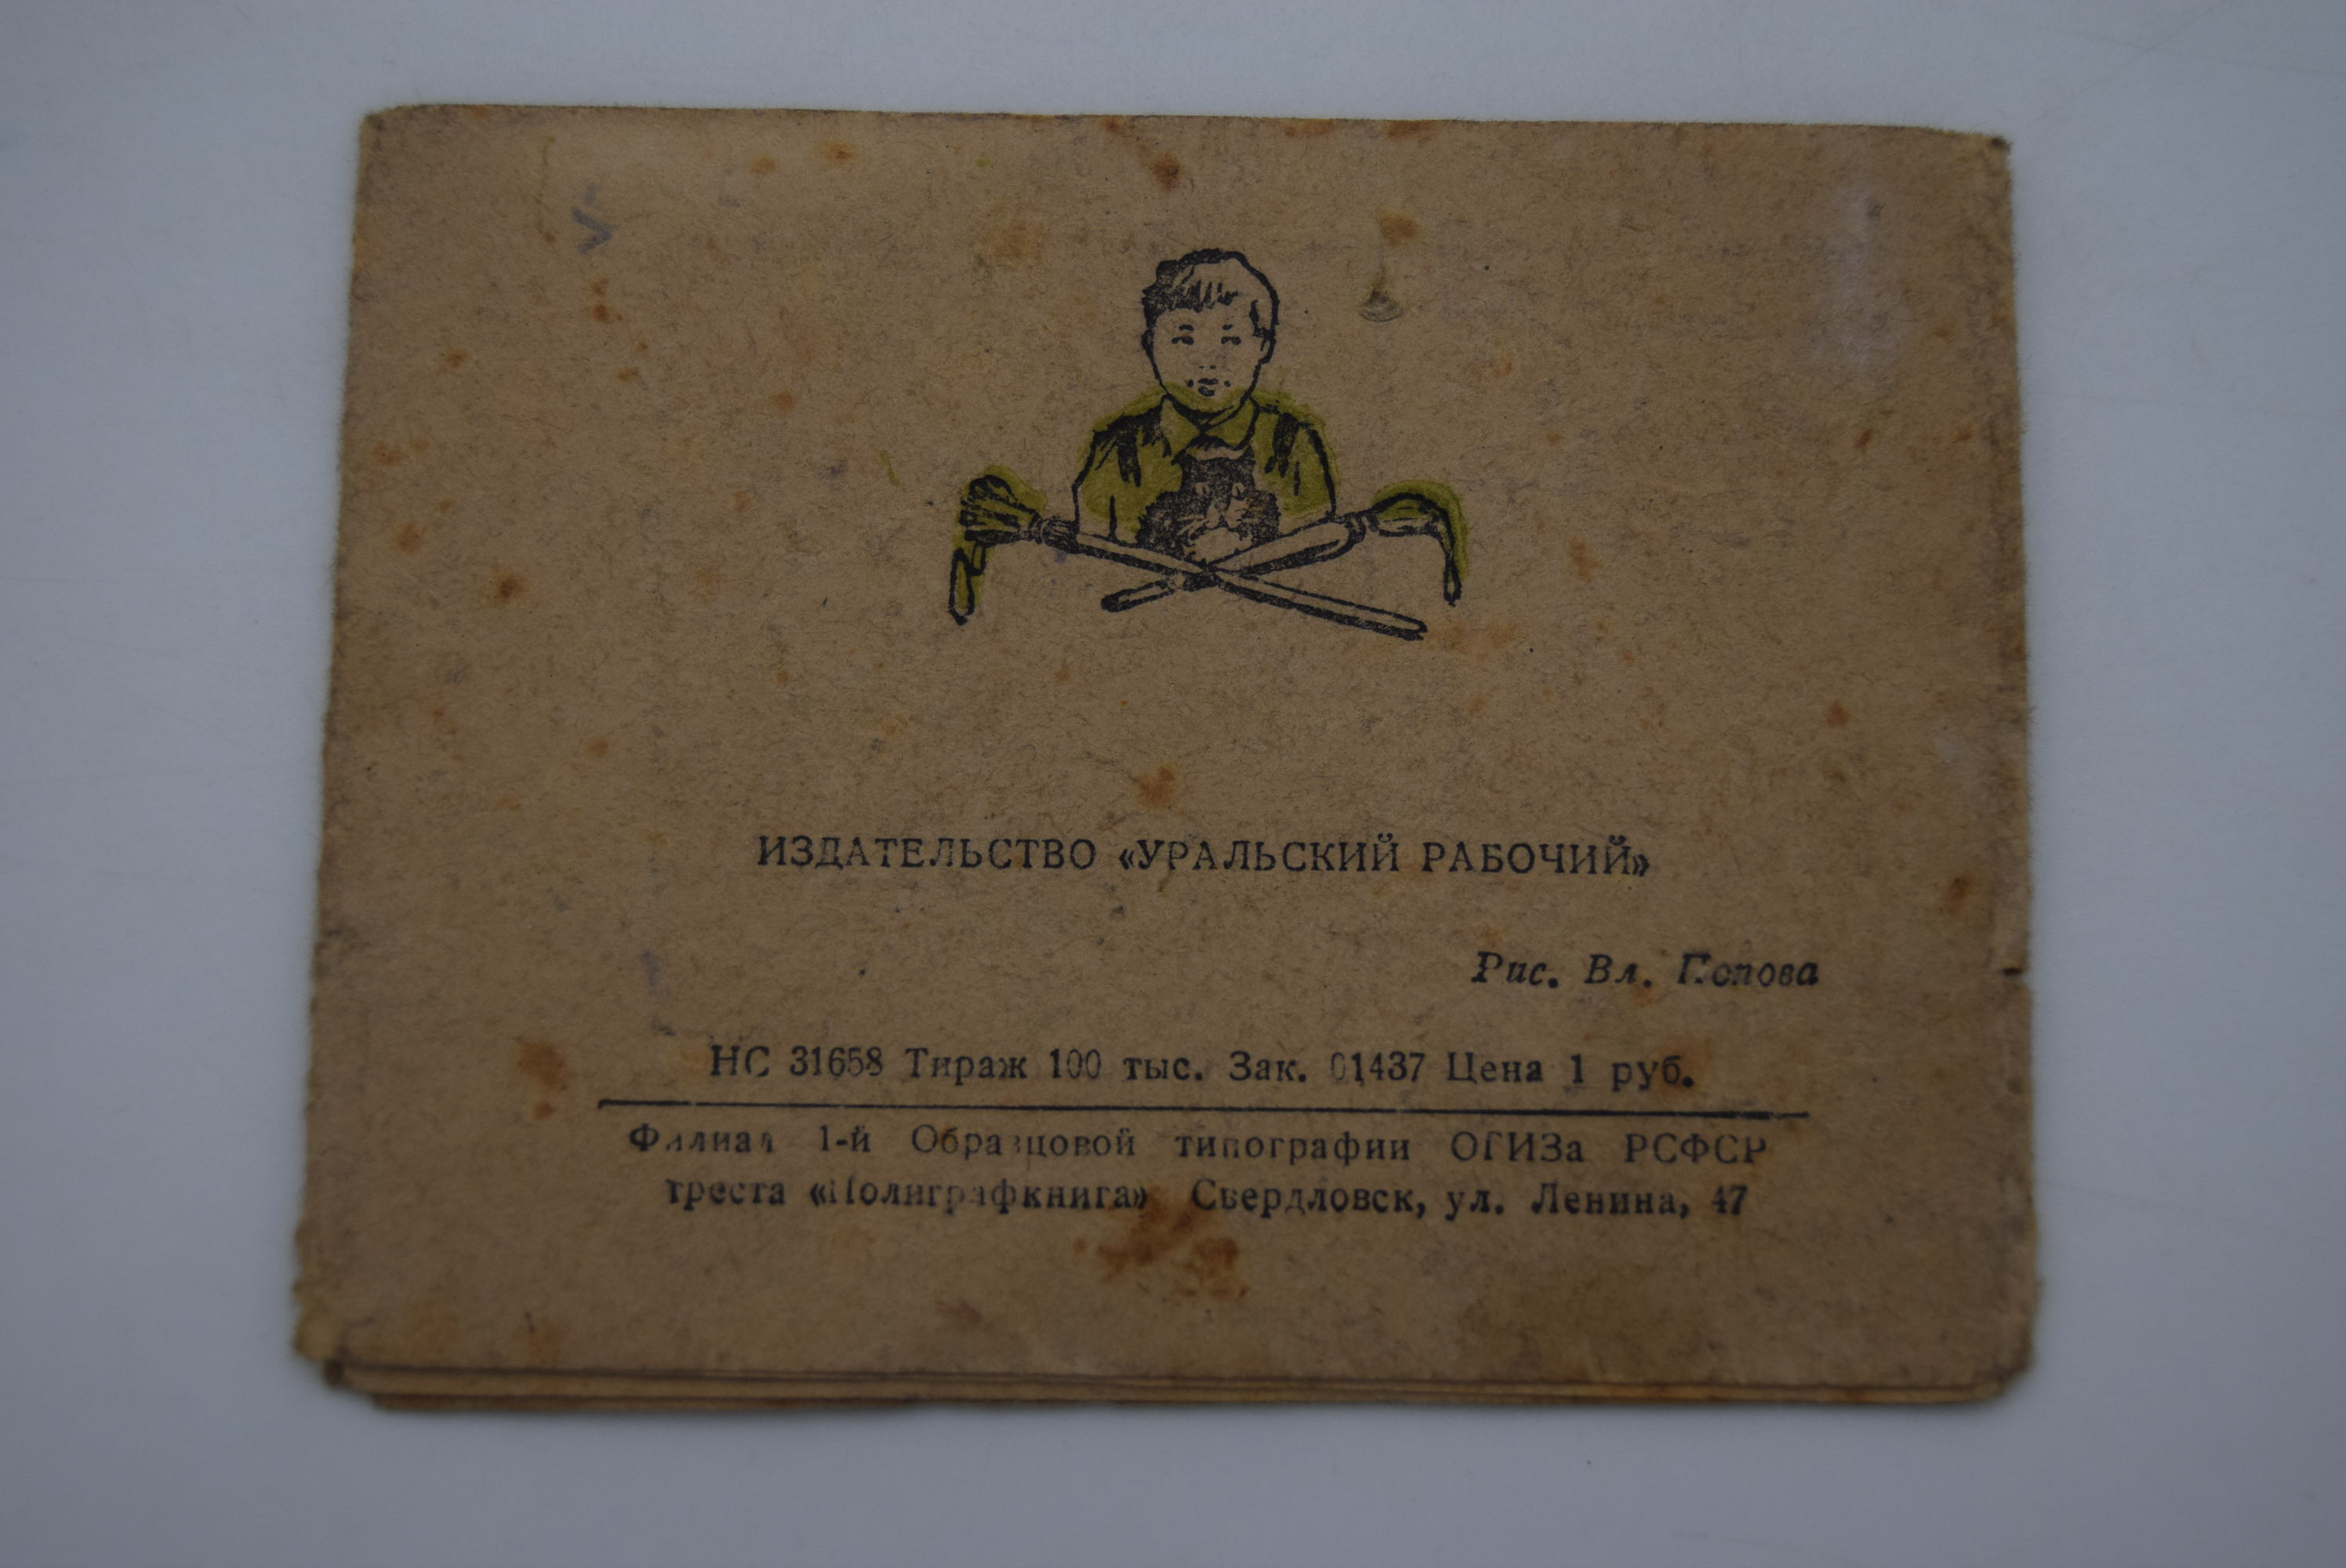 ИЗДАТЕЛЬСТВО «УРАЛЬСКИЙ РАБОЧИЙ»
Рис. Вл. Попова
НС 31658 Тираж 100 тыс. Зак. 01437 Цена 1 руб.
Филиал 1-й Образцовой типографии ОГИЗа РСФСР
треста «Полиграфкнига» Свердловск, ул. Ленина, 47